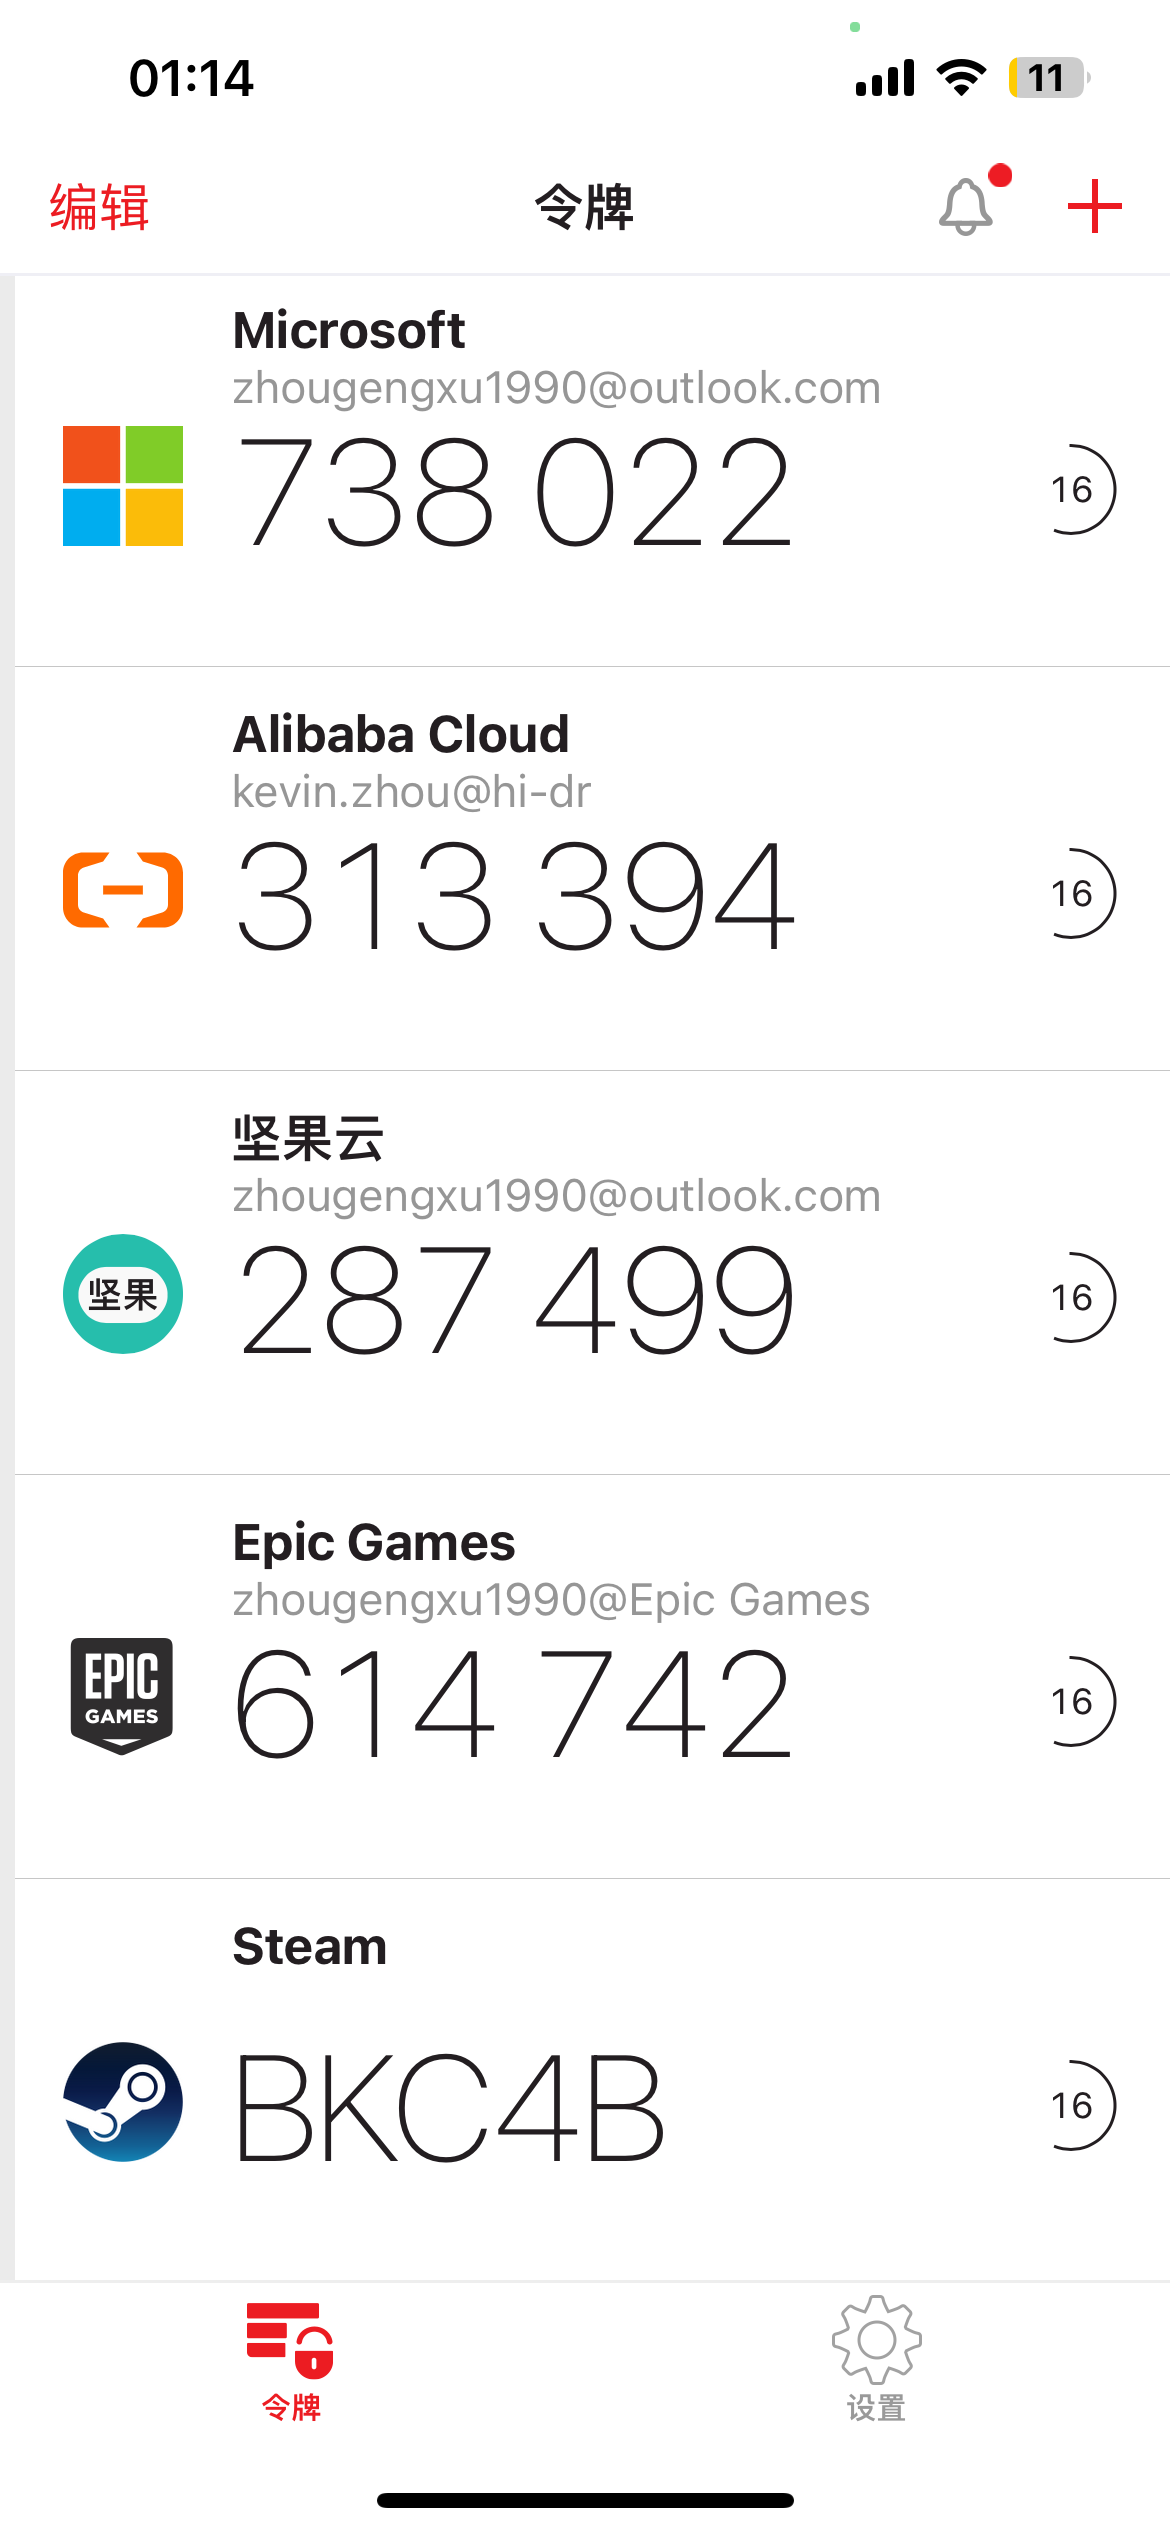 01:14
11
编辑
令牌
Microsoft
zhougengxu1990@outlook.com
738 022
16
Alibaba Cloud
kevin.zhou@hi-dr
313 394
16
坚果云
zhougengxu1990@outlook.com
坚果
287 499
16
Epic Games
zhougengxu1990@Epic Games
EPIC
GAMES
614 742
16
Steam
BKC4B
16
令牌
设置